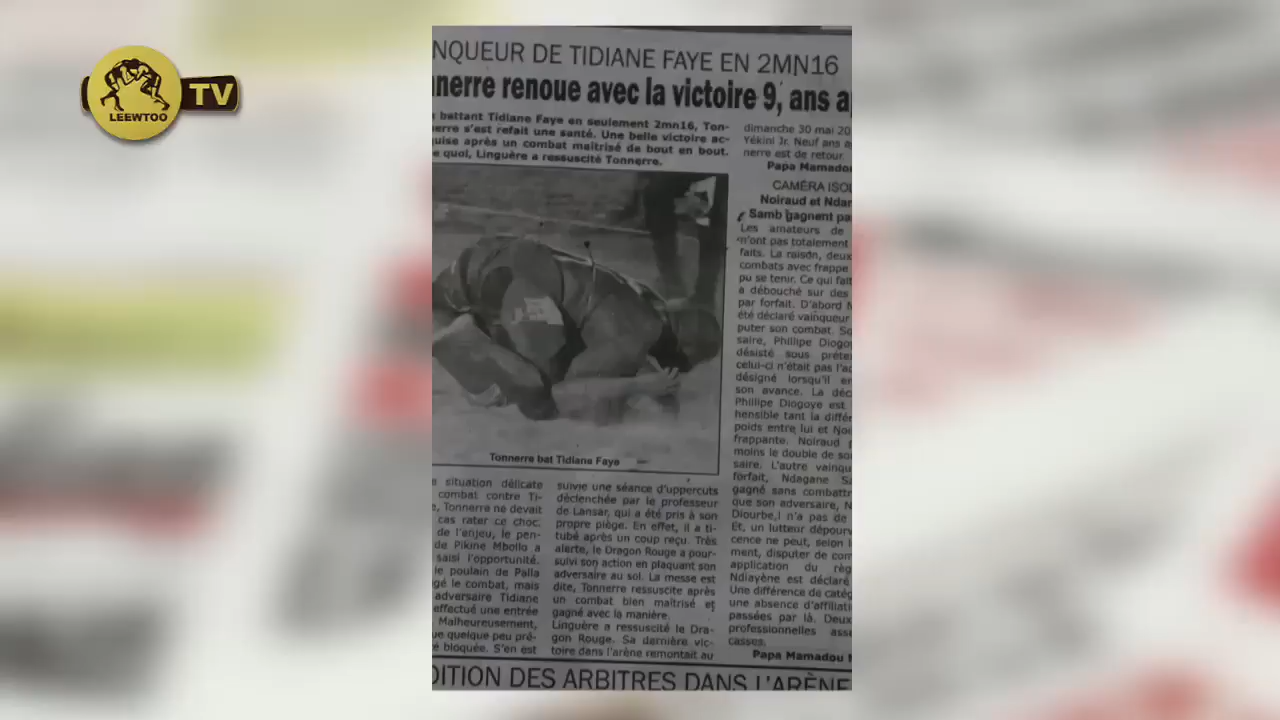 LEEWTOO
TV
NQUEUR DE TIDIANE FAYE EN 2MN16
nnerre renoue avec la victoire 9, ans a
battant Tidiane Faye en seulement 2mn16, Ton-
erre s'est refait une santé. Une belle victoire ac-
uise après un combat maîtrisé de bout en bout.
e quoi, Linguère a ressuscité Tonnerre.
Tonnerre bat Tidiane Faye
e situation délicate
combat contre Ti-
e, Tonnerre ne devait
cas rater ce choc.
de l'enjeu, le pen-
de Pikine Mbollo a
saisi l'opportunité.
le poulain de Palla
gé le combat, mais
adversaire Tidiane
effectué une entrée
Malheureusement,
ue quelque peu pré-
é bloquée. S'en est
suivie une séance d'uppercuts
déclenchée par le professeur
de Lansar, qui a été pris à son
propre piège. En effet, il a ti-
tubé après un coup reçu. Très
alerte, le Dragon Rouge a pour-
suivi son action en plaquant son
adversaire au sol. La messe est
dite, Tonnerre ressuscite après
un combat bien maîtrisé et
gagné avec la manière.
Linguère a ressuscité le Dra-
gon Rouge. Sa dernière vic-
toire dans l'arène remontait au
dimanche 30 mai 20
Yékini Jr. Neuf ans a
nerre est de retour.
Papa Mamadou
CAMÉRA ISOL
Noiraud et Ndar
Samb gagnent pa
Les amateurs de
n'ont pas totalement
faits. La raison, deux
combats avec frappe
pu se tenir. Ce qui fait
a débouché sur des
par forfait. D'abord N
été déclaré vainqueur
puter son combat. So
saire, Phillipe Diogoy
désisté sous préte
celui-ci n'était pas l'a
désigné lorsqu'il en
son avance. La déc
Phillipe Diogoye est
hensible tant la différ
poids entre lui et Noi
frappante. Noiraud p
moins le double de so
saire. L'autre vainqu
forfait, Ndagane Sa
gagné sans combattr
que son adversaire, N
Diourbe,l n'a pas de
Et, un lutteur dépourv
cence ne peut, selon l
ment, disputer de com
application du règ
Ndiayène est déclaré
Une différence de catég
une absence d'affiliati
passées par là. Deux
professionnelles ass
casses.
Papa Mamadou N
DITION DES ARBITRES DANS L'ARÈNE